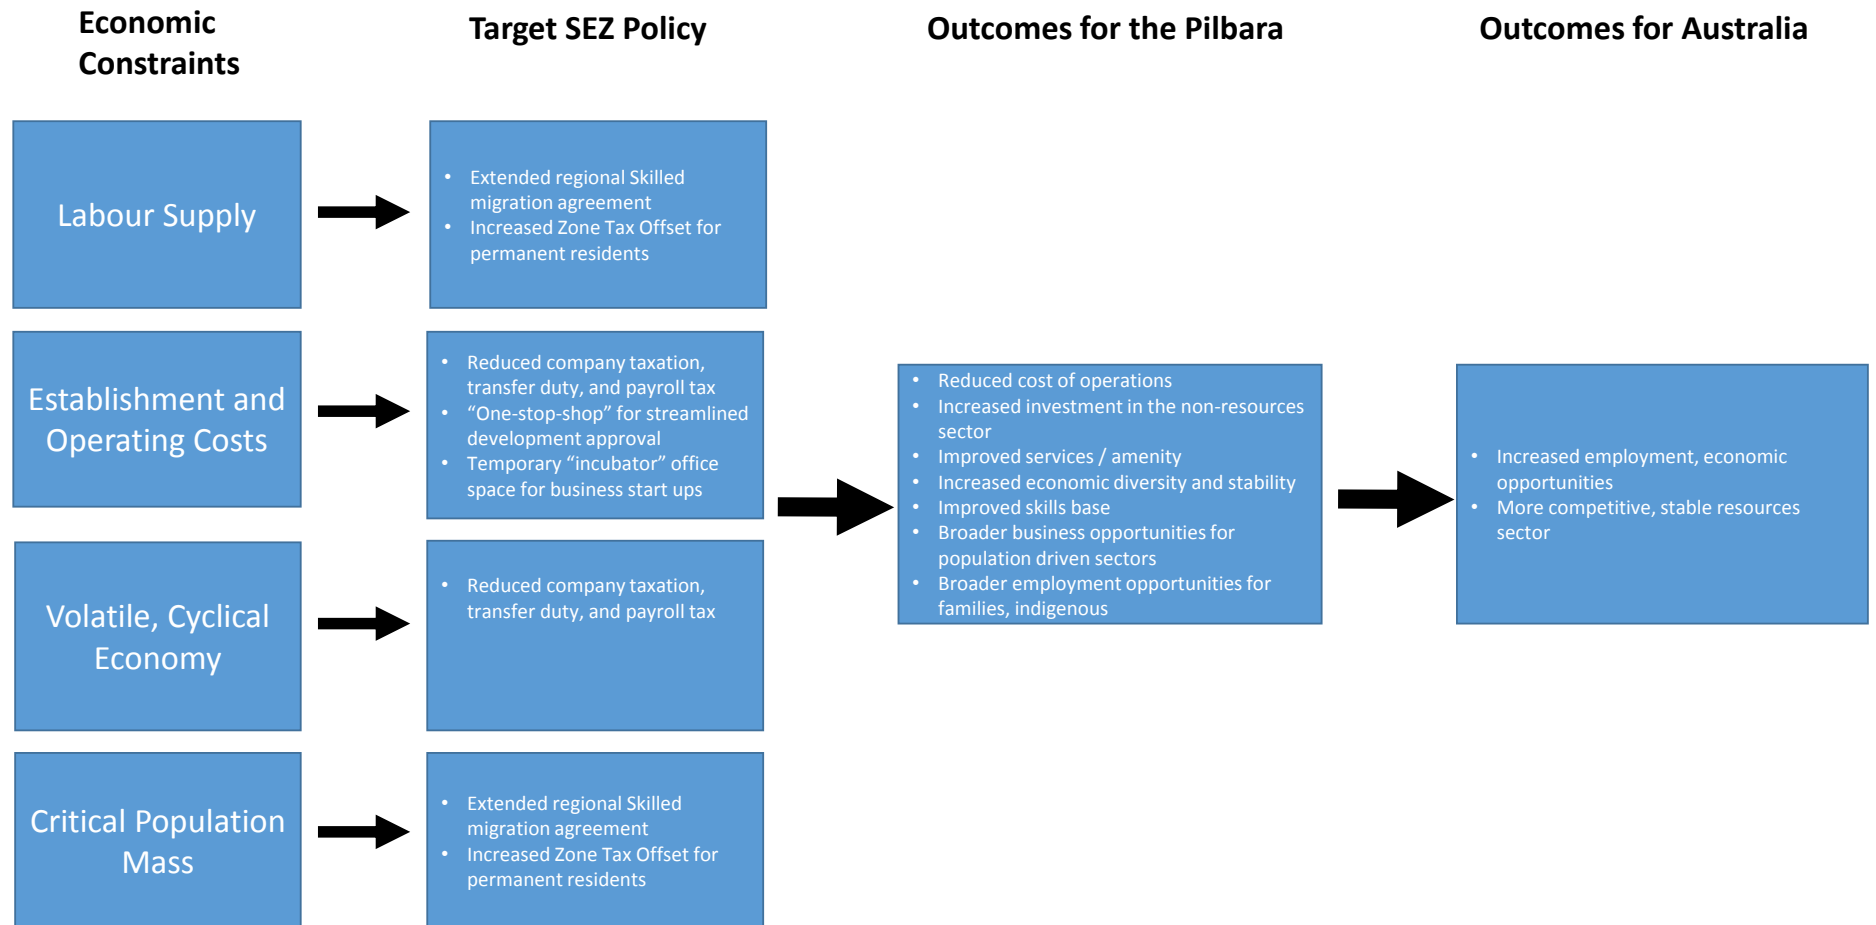 Economic
Constraints
Target SEZ Policy
Outcomes for the Pilbara
Outcomes for Australia
Labour Supply
• Extended regional Skilled
migration agreement
• Increased Zone Tax Offset for
permanent residents
Establishment and
Operating Costs
• Reduced company taxation,
transfer duty, and payroll tax
• “One-stop-shop” for streamlined
development approval
• Temporary “incubator” office
space for business start ups
Volatile, Cyclical
Economy
• Reduced company taxation,
transfer duty, and payroll tax
Critical Population
Mass
• Extended regional Skilled
migration agreement
• Increased Zone Tax Offset for
permanent residents
• Reduced cost of operations
• Increased investment in the non-resources
sector
• Improved services / amenity
• Increased economic diversity and stability
• Improved skills base
• Broader business opportunities for
population driven sectors
• Broader employment opportunities for
families, indigenous
• Increased employment, economic
opportunities
• More competitive, stable resources
sector